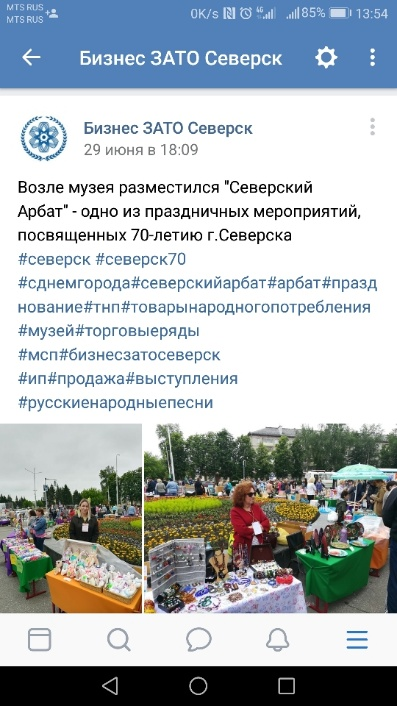 MTS RUS
MTS RUS
0K/s 4G 85% 13:54
Бизнес ЗАТО Северск
Бизнес ЗАТО Северск
29 июня в 18:09
Возле музея разместился "Северский
Арбат" - одно из праздничных мероприятий,
посвященных 70-летию г.Северска
#северск #северск70
#сднемгорода#северскийарбат#арбат#празд
нование#тнп#товарынародногопотребления
#музей#торговыеряды
#мсп#бизнесзатосеверск
#ип#продажа#выступления
#русскиенародныепесни